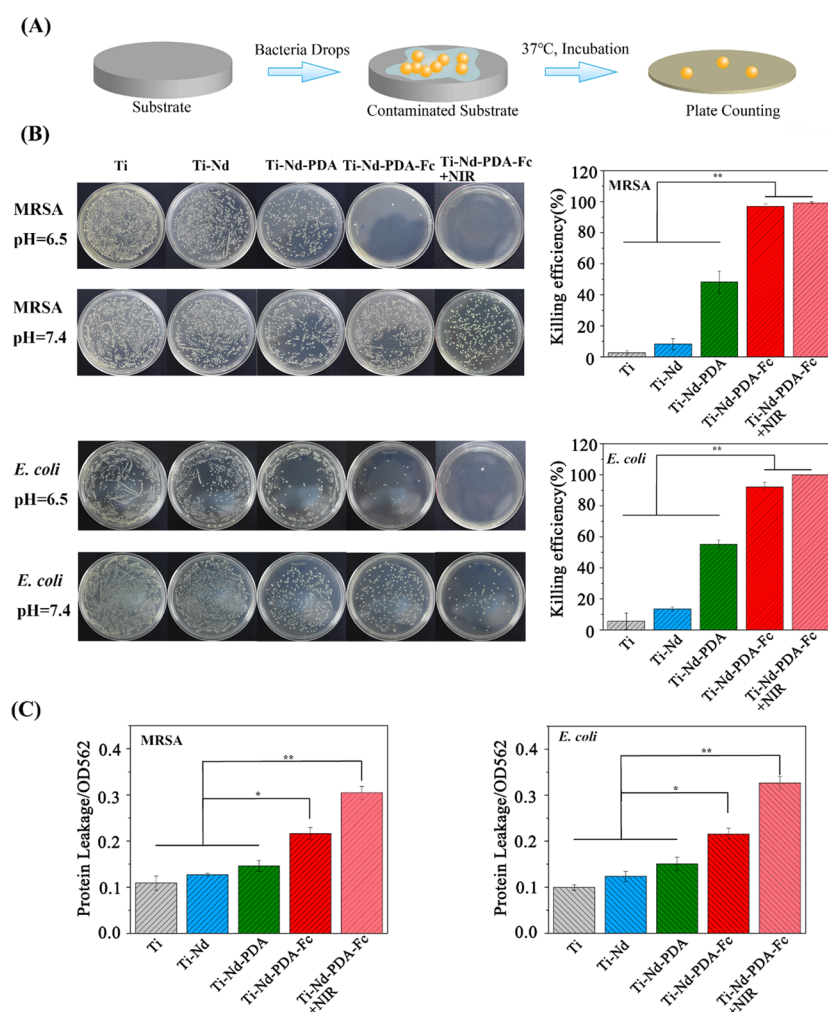 (A)
Bacteria Drops
37℃, Incubation
Substrate
Contaminated Substrate
Plate Counting
(B)
Ti
Ti-Nd
Ti-Nd-PDA
Ti-Nd-PDA-Fc
Ti-Nd-PDA-Fc
+NIR
MRSA
pH=6.5
MRSA
pH=7.4
E. coli
pH=6.5
E. coli
pH=7.4
Killing efficiency(%)
120
100
80
60
40
20
0
MRSA
**
Ti
Ti-Nd
Ti-Nd-PDA
Ti-Nd-PDA-Fc
Ti-Nd-PDA-Fc
+NIR
Killing efficiency(%)
120
100
80
60
40
20
0
E. coli
**
Ti
Ti-Nd
Ti-Nd-PDA
Ti-Nd-PDA-Fc
Ti-Nd-PDA-Fc
+NIR
(C)
Protein Leakage/OD562
0.4
0.3
0.2
0.1
0.0
MRSA
**
*
Ti
Ti-Nd
Ti-Nd-PDA
Ti-Nd-PDA-Fc
Ti-Nd-PDA-Fc
+NIR
Protein Leakage/OD562
0.4
0.3
0.2
0.1
0.0
E. coli
**
*
Ti
Ti-Nd
Ti-Nd-PDA
Ti-Nd-PDA-Fc
Ti-Nd-PDA-Fc
+NIR